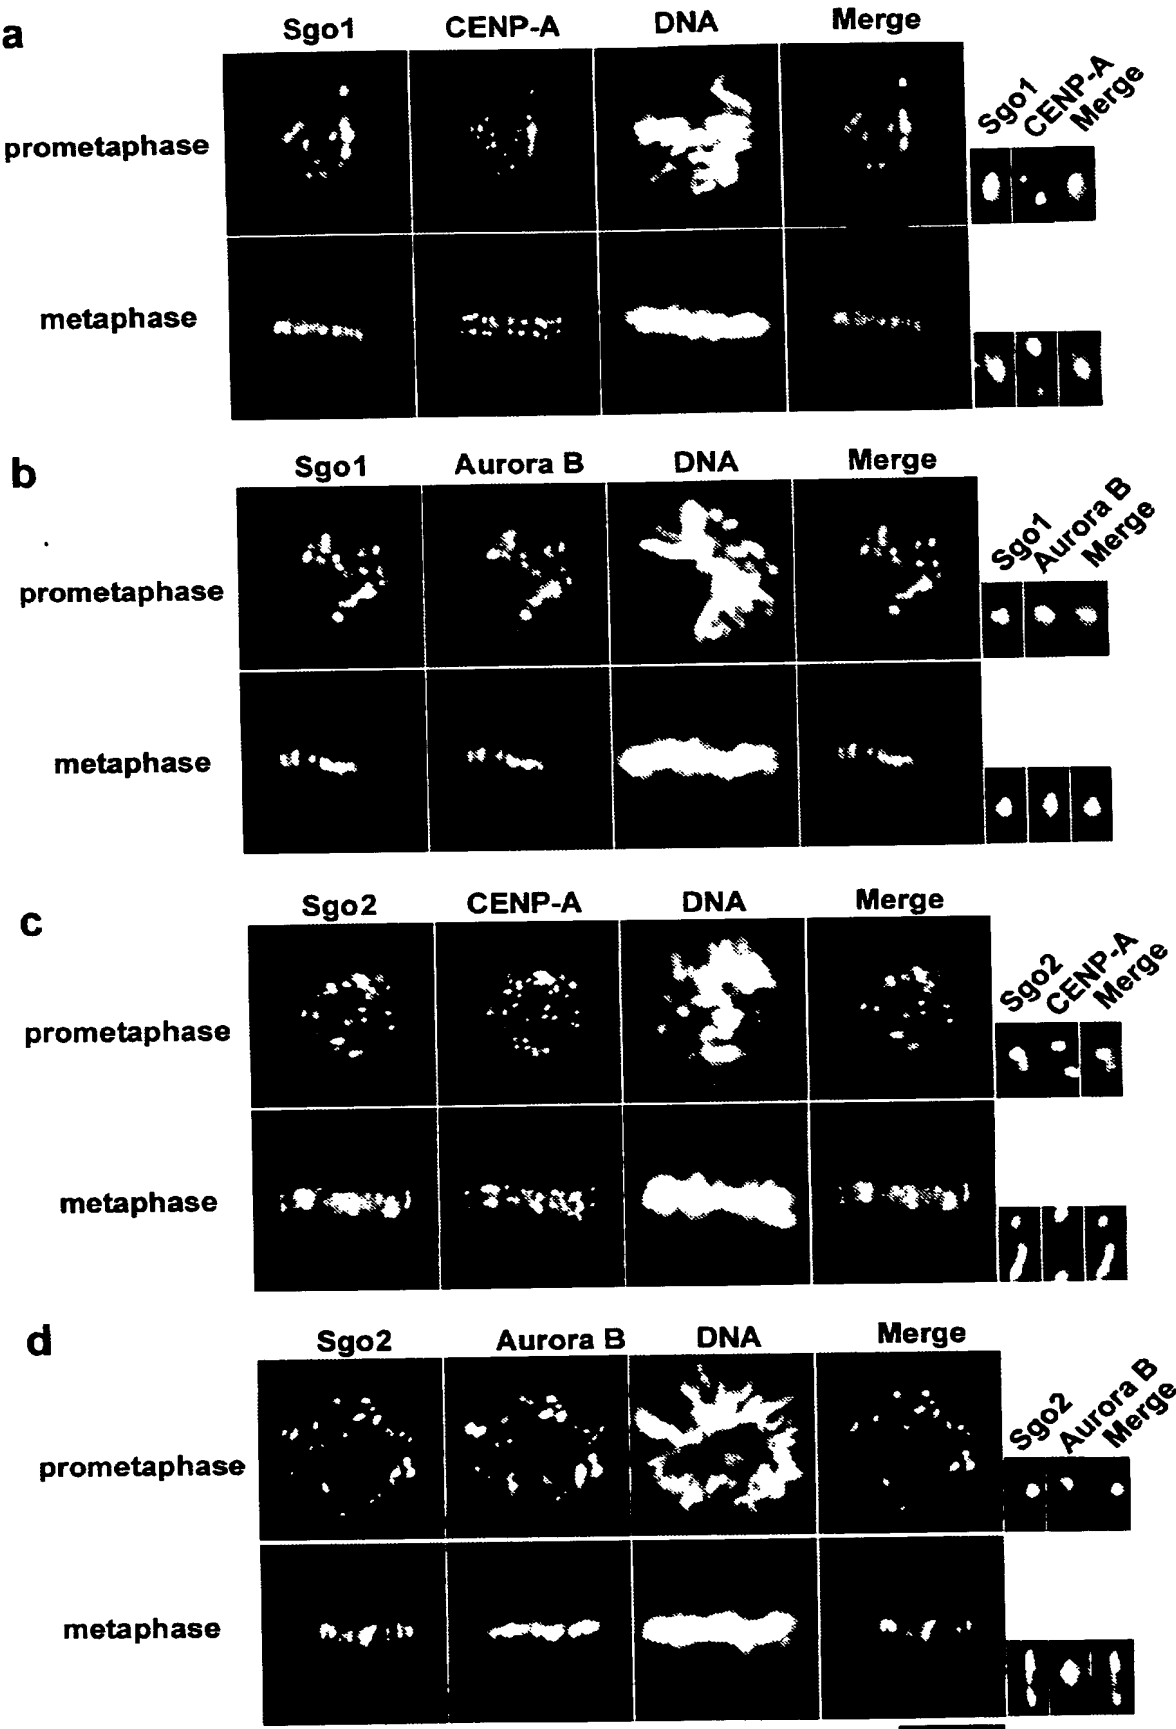 a
Sgo1 CENP-A DNA Merge
Sgo1 CENP-A Merge
prometaphase
metaphase
b
Sgo1 Aurora B DNA Merge
Sgo1 Aurora B Merge
prometaphase
metaphase
c
Sgo2 CENP-A DNA Merge
Sgo2 CENP-A Merge
prometaphase
metaphase
d
Sgo2 Aurora B DNA Merge
Sgo2 Aurora B Merge
prometaphase
metaphase